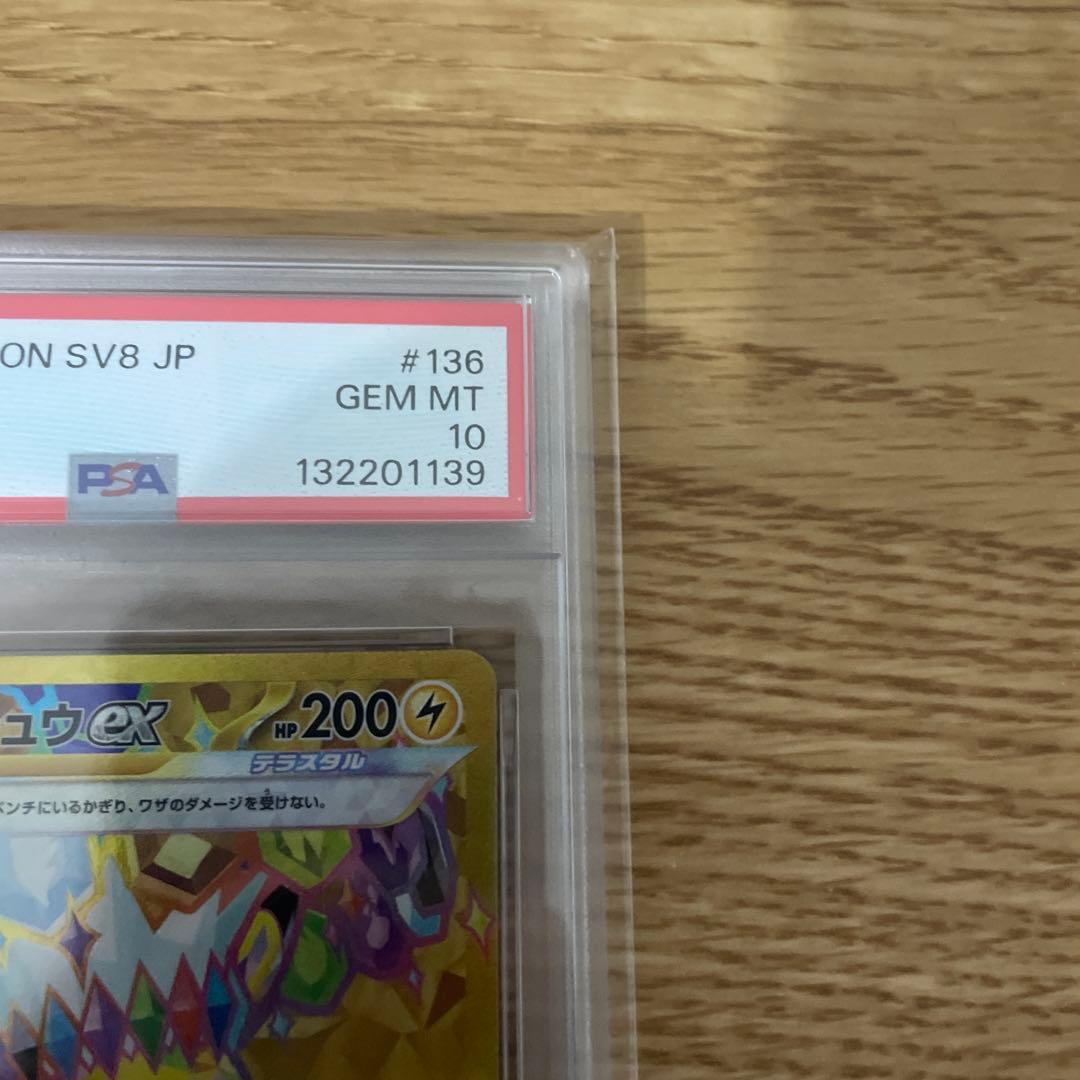 ON SV8 JP #136
GEM MT
10
PSA 132201139
ュウex HP200
テラスタル
ベンチにいるかぎり、ワザのダメージを受けない。